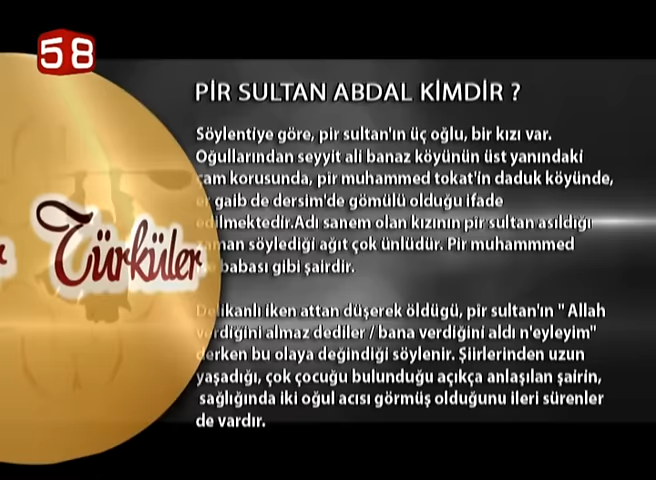 58
PİR SULTAN ABDAL KİMDİR ?
Söylentiye göre, pir sultan'ın üç oğlu, bir kızı var.
Oğullarından seyyit ali banaz köyünün üst yanındaki
çam korusunda, pir muhammed tokat'in daduk köyünde,
er gaib de dersim'de gömülü olduğu ifade
edilmektedir.Adı sanem olan kızının pir sultan asıldığı
zaman söylediği ağıt çok ünlüdür. Pir muhammmed
babası gibi şairdir.
Türküler
Delikanlı iken attan düşerek öldügü, pir sultan'ın " Allah
verdiğini almaz dediler / bana verdiğini aldı n'eyleyim"
derken bu olaya değindiği söylenir. Şiirlerinden uzun
yaşadığı, çok çocuğu bulunduğu açıkça anlaşılan şairin,
sağlığında iki oğul acısı görmüş olduğunu ileri sürenler
de vardır.